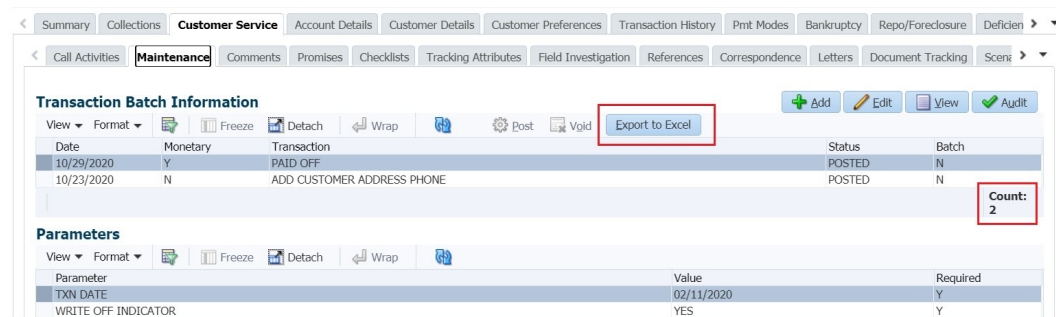 Summary Collections Customer Service Account Details Customer Details Customer Preferences Transaction History Pmt Modes Bankruptcy Repo/Foreclosure Deficien
Call Activities Maintenance Comments Promises Checklists Tracking Attributes Field Investigation References Correspondence Letters Document Tracking Scena
Transaction Batch Information Add Edit View Audit
View Format Freeze Detach Wrap Post Void Export to Excel
Date Monetary Transaction Status Batch
10/29/2020 Y PAID OFF POSTED N
10/23/2020 N ADD CUSTOMER ADDRESS PHONE POSTED N
Count:
2
Parameters
View Format Freeze Detach Wrap
Parameter Value Required
TXN DATE 02/11/2020 Y
WRITE OFF INDICATOR YES Y